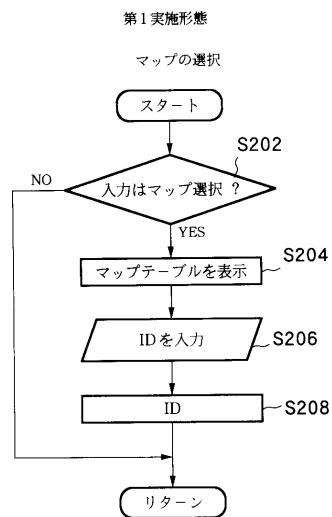 第1実施形態
マップの選択
スタート
S202
入力はマップ選択 ?
NO
YES
S204
マップテーブルを表示
IDを入力
S206
ID
S208
リターン